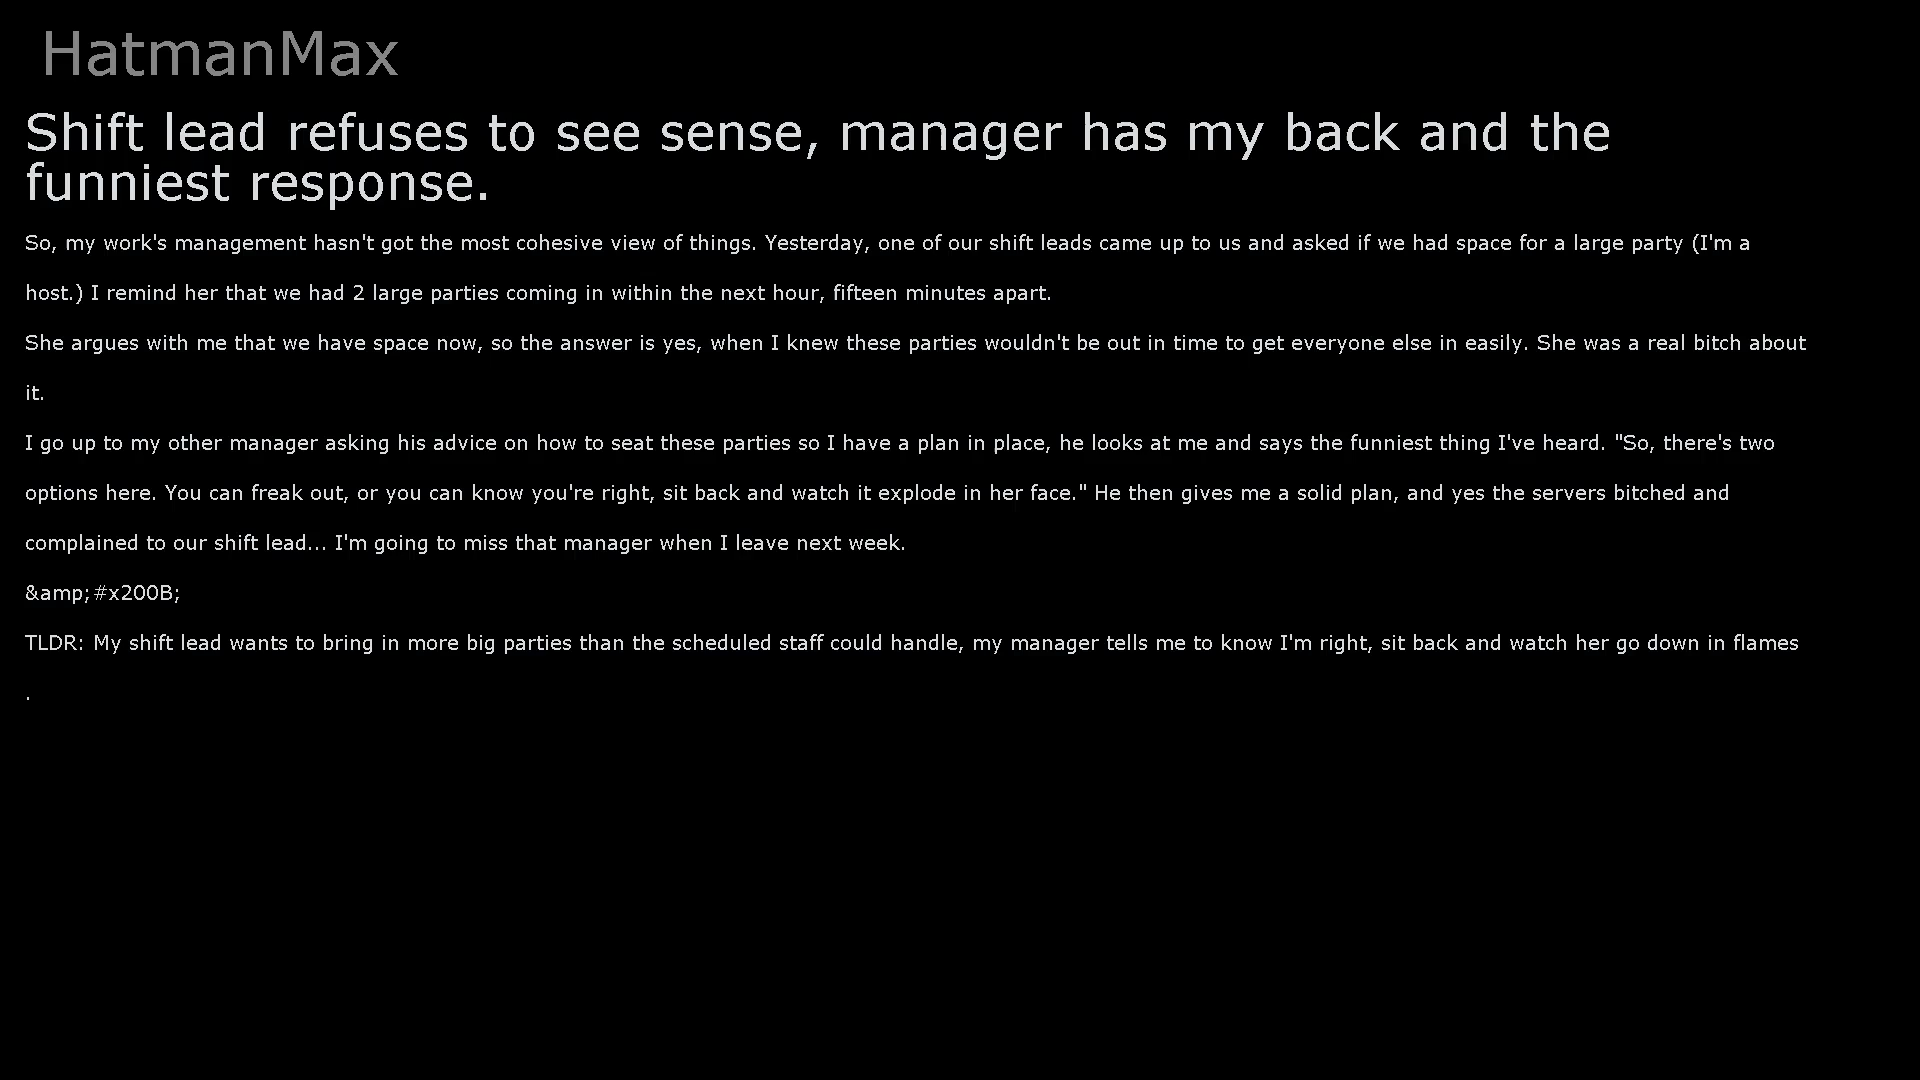 HatmanMax
Shift lead refuses to see sense, manager has my back and the
funniest response.
So, my work's management hasn't got the most cohesive view of things. Yesterday, one of our shift leads came up to us and asked if we had space for a large party (I'm a
host.) I remind her that we had 2 large parties coming in within the next hour, fifteen minutes apart.
She argues with me that we have space now, so the answer is yes, when I knew these parties wouldn't be out in time to get everyone else in easily. She was a real bitch about
it.
I go up to my other manager asking his advice on how to seat these parties so I have a plan in place, he looks at me and says the funniest thing I've heard. "So, there's two
options here. You can freak out, or you can know you're right, sit back and watch it explode in her face." He then gives me a solid plan, and yes the servers bitched and
complained to our shift lead... I'm going to miss that manager when I leave next week.
&amp;#x200B;
TLDR: My shift lead wants to bring in more big parties than the scheduled staff could handle, my manager tells me to know I'm right, sit back and watch her go down in flames
.